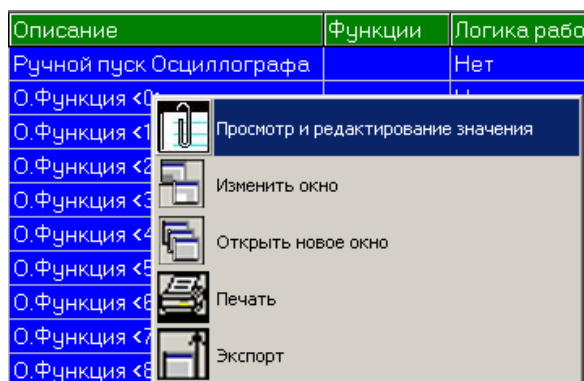 Описание Функции Логика рабо
Ручной пуск Осциллографа Нет
О.Функция <0
О.Функция <1
Просмотр и редактирование значения
О.Функция <2
Изменить окно
О.Функция <3
О.Функция <4
Открыть новое окно
О.Функция <5
О.Функция <6
Печать
О.Функция <7
О.Функция <8
Экспорт